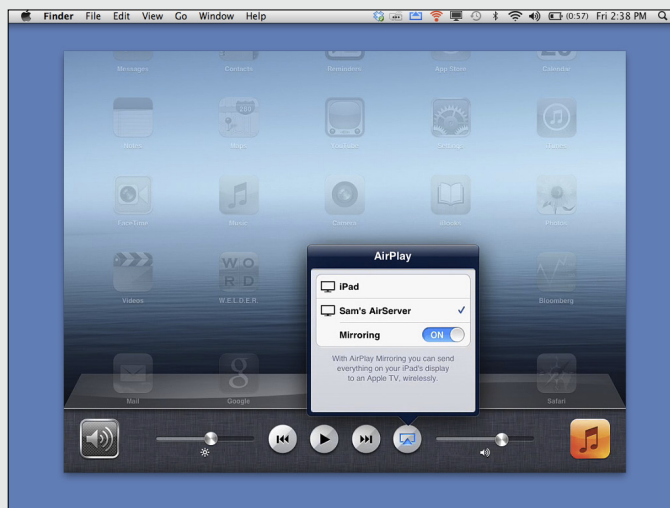 Finder File Edit View Go Window Help (0:57) Fri 2:38 PM
Messages Contacts Reminders App Store Calendar
Notes Maps YouTube Settings iTunes
FaceTime Music Camera iBooks Photos
AirPlay
iPad
W O
R D
Videos W.E.L.D.E.R Bloomberg
Sam's AirServer
Mirroring ON
With AirPlay Mirroring you can send
everything on your iPad's display
to an Apple TV, wirelessly.
Mail Google Safari